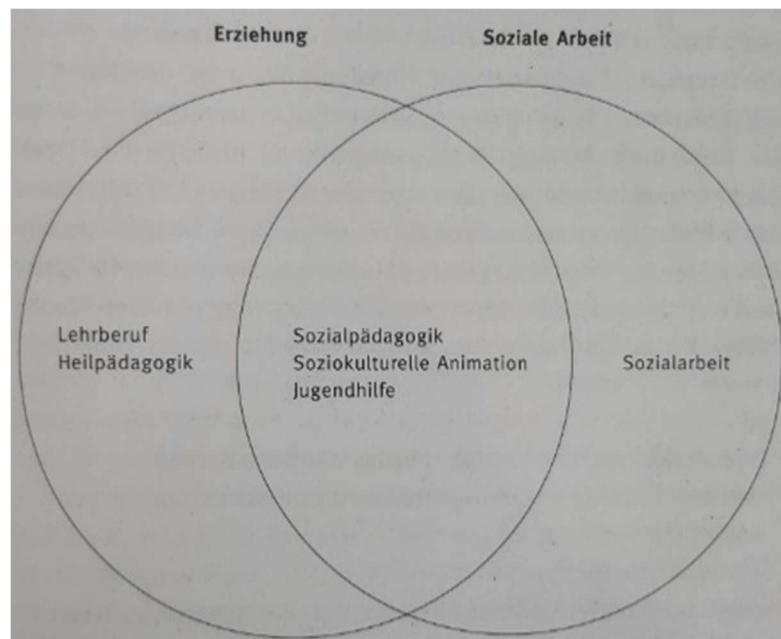 Erziehung
Soziale Arbeit
Lehrberuf
Heilpädagogik
Sozialpädagogik
Soziokulturelle Animation
Jugendhilfe
Sozialarbeit